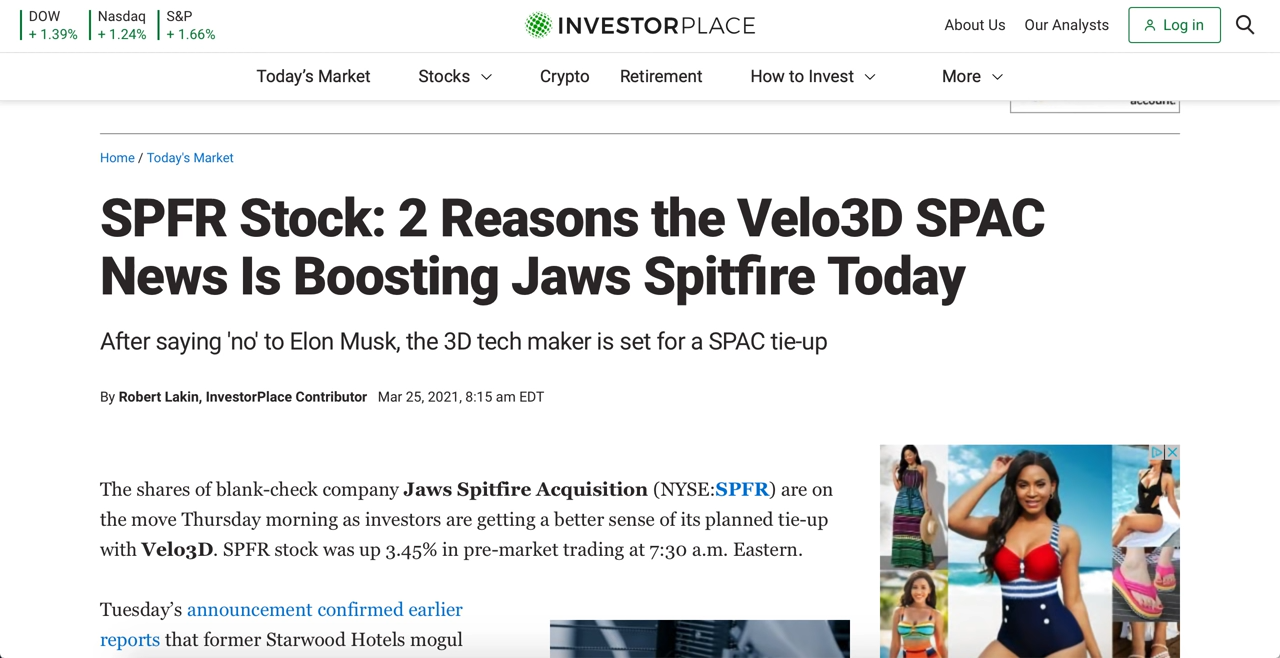 DOW
+ 1.39%
Nasdaq
+ 1.24%
S&P
+ 1.66%
INVESTORPLACE
About Us
Our Analysts
Log in
Today's Market
Stocks
Crypto
Retirement
How to Invest
More
account.
Home / Today's Market
SPFR Stock: 2 Reasons the Velo3D SPAC
News Is Boosting Jaws Spitfire Today
After saying 'no' to Elon Musk, the 3D tech maker is set for a SPAC tie-up
By Robert Lakin, InvestorPlace Contributor Mar 25, 2021, 8:15 am EDT
The shares of blank-check company Jaws Spitfire Acquisition (NYSE:SPFR) are on
the move Thursday morning as investors are getting a better sense of its planned tie-up
with Velo3D. SPFR stock was up 3.45% in pre-market trading at 7:30 a.m. Eastern.
Tuesday's announcement confirmed earlier
reports that former Starwood Hotels mogul